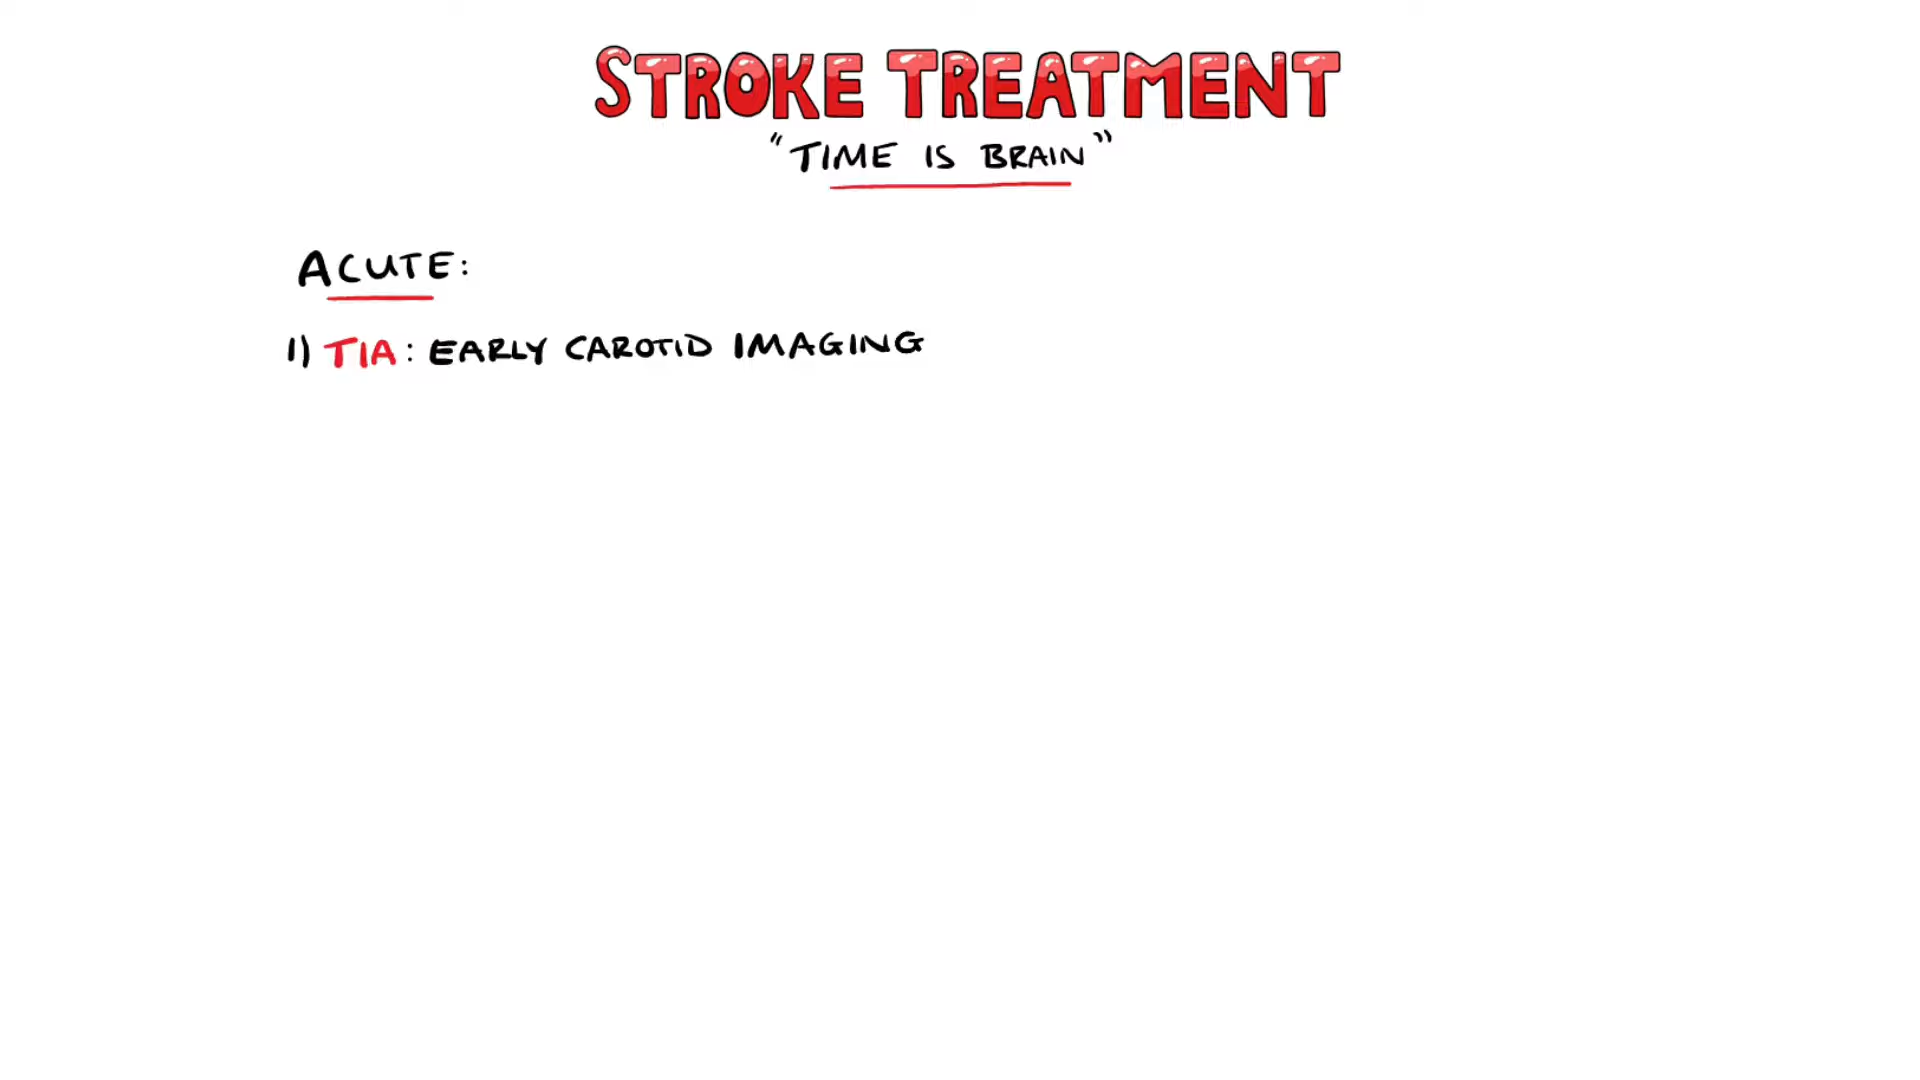 STROKE TREATMENT
"TIME IS BRAIN"
ACUTE:
1) TIA: EARLY CAROTID IMAGING